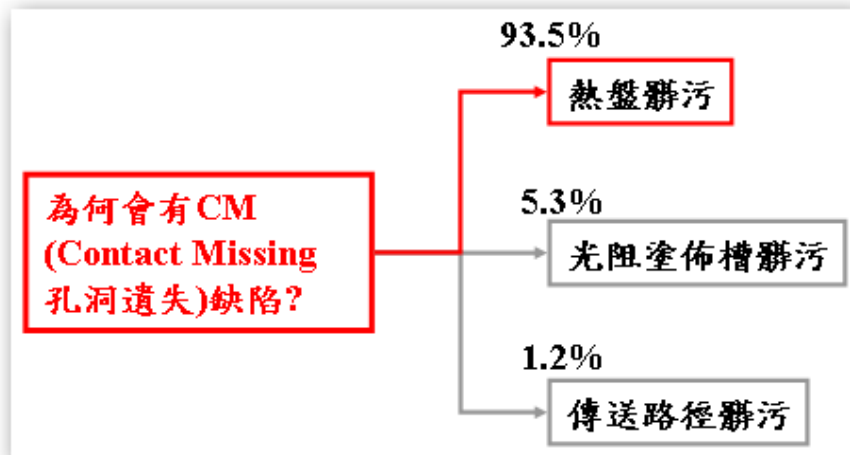 93.5%
熱盤髒污
為何會有CM
(Contact Missing
孔洞遺失)缺陷?
5.3%
光阻塗佈槽髒污
1.2%
傳送路徑髒污